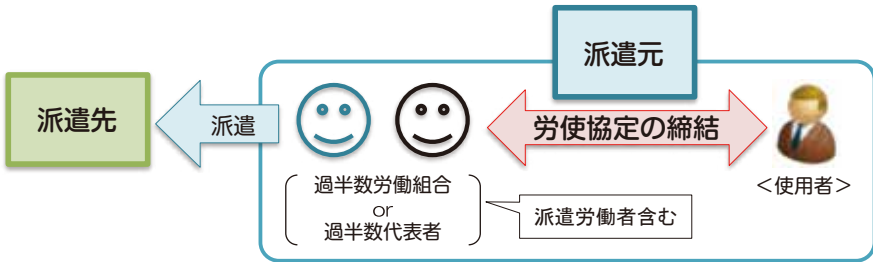 派遣元
派遣先
派遣
労使協定の締結
＜使用者＞
過半数労働組合
or
過半数代表者
派遣労働者含む